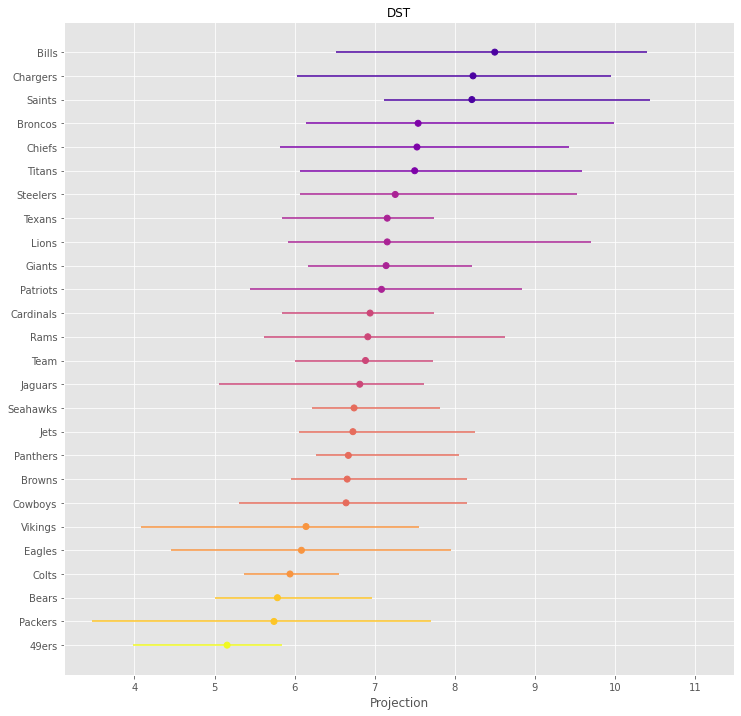 DST
Bills
Chargers
Saints
Broncos
Chiefs
Titans
Steelers
Texans
Lions
Giants
Patriots
Cardinals
Rams
Team
Jaguars
Seahawks
Jets
Panthers
Browns
Cowboys
Vikings
Eagles
Colts
Bears
Packers
49ers
4 5 6 7 8 9 10 11
Projection